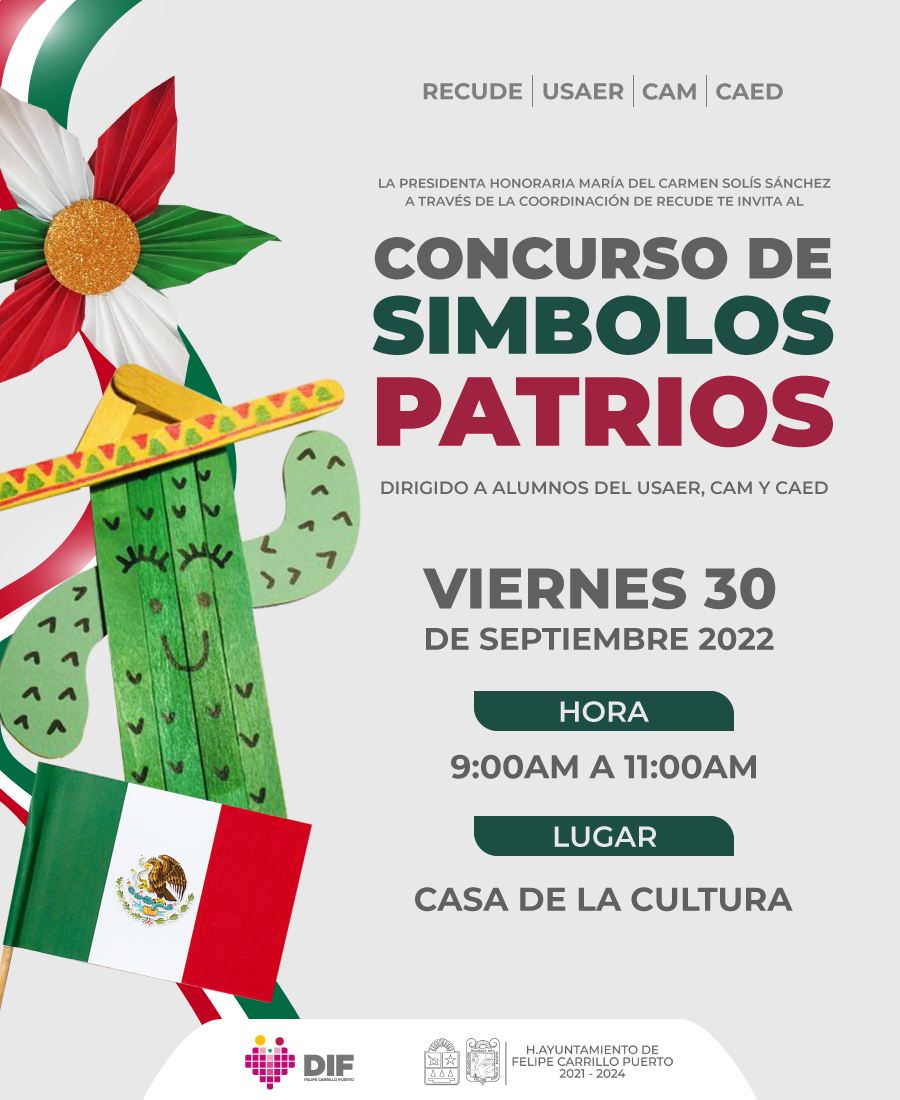 RECUDE | USAER | CAM | CAED
LA PRESIDENTA HONORARIA MARÍA DEL CARMEN SOLÍS SÁNCHEZ
A TRAVÉS DE LA COORDINACIÓN DE RECUDE TE INVITA AL
CONCURSO DE
SIMBOLOS
PATRIOS
DIRIGIDO A ALUMNOS DEL USAER, CAM Y CAED
VIERNES 30
DE SEPTIEMBRE 2022
HORA
9:00AM A 11:00AM
LUGAR
CASA DE LA CULTURA
DIF
FELIPE CARRILLO PUERTO
H.AYUNTAMIENTO DE
FELIPE CARRILLO PUERTO
2021 - 2024